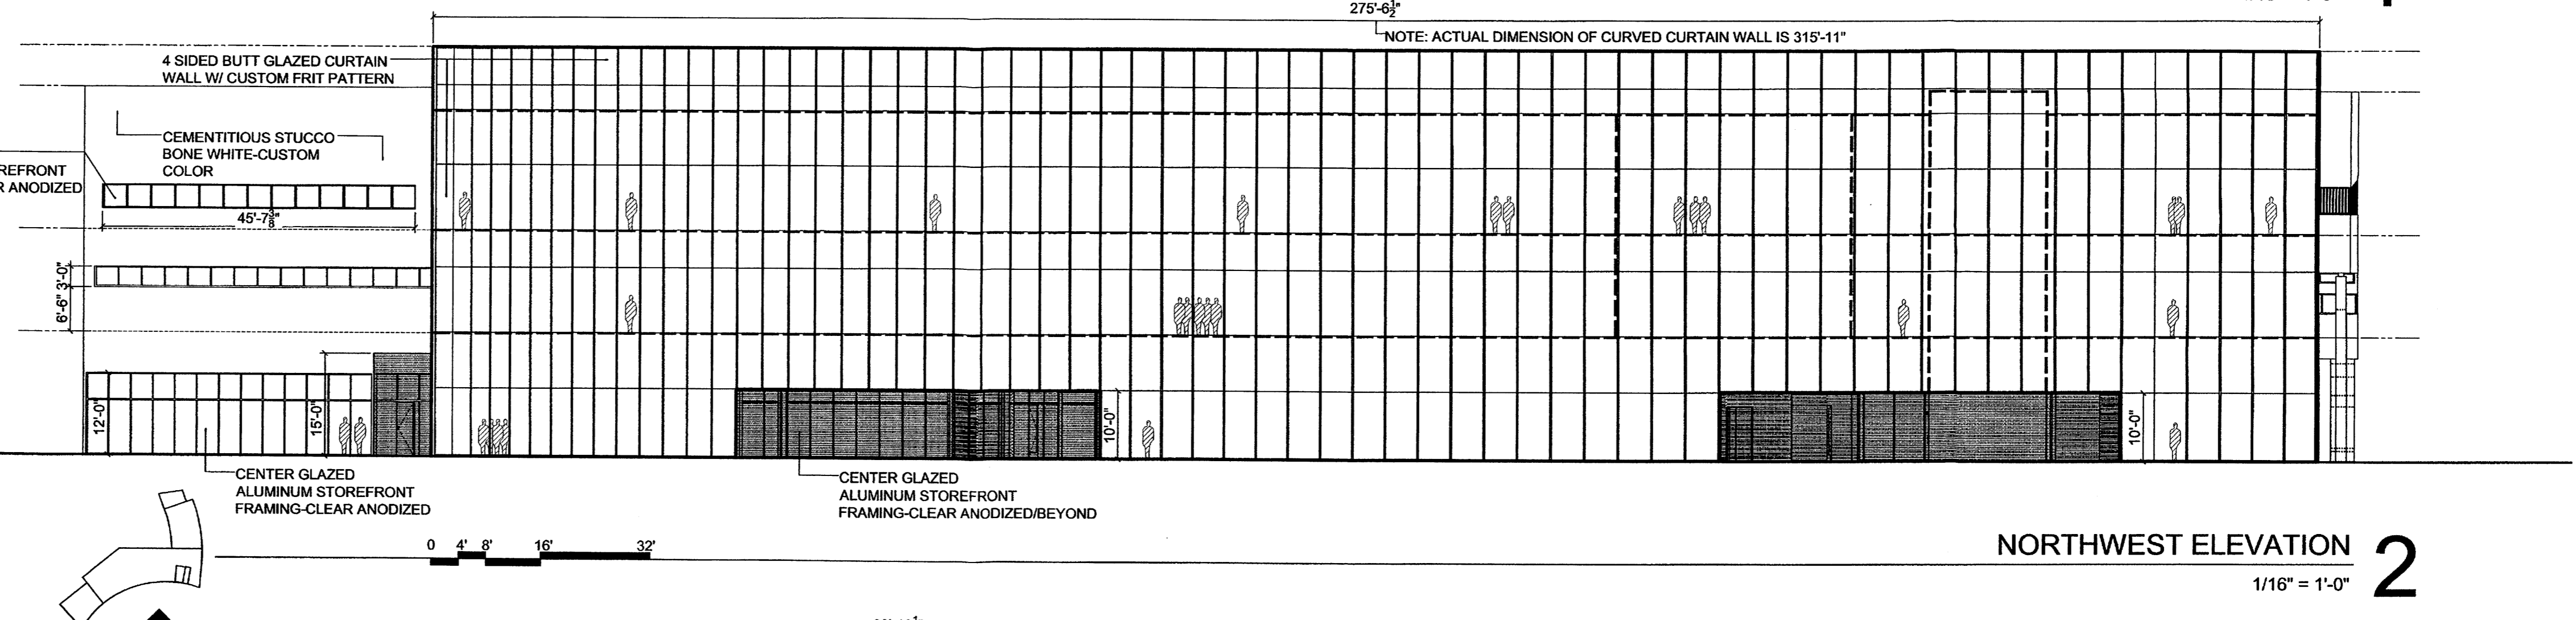 275'-6½"
NOTE: ACTUAL DIMENSION OF CURVED CURTAIN WALL IS 315'-11"
4 SIDED BUTT GLAZED CURTAIN
WALL W/ CUSTOM FRIT PATTERN
CEMENTITIOUS STUCCO
BONE WHITE-CUSTOM
COLOR
REFRONT
R ANODIZED
45'-7⅜"
3'-0"
6'-6"
12'-0"
15'-0"
10'-0"
10'-0"
CENTER GLAZED
ALUMINUM STOREFRONT
FRAMING-CLEAR ANODIZED
CENTER GLAZED
ALUMINUM STOREFRONT
FRAMING-CLEAR ANODIZED/BEYOND
0 4' 8' 16' 32'
NORTHWEST ELEVATION 2
1/16" = 1'-0"